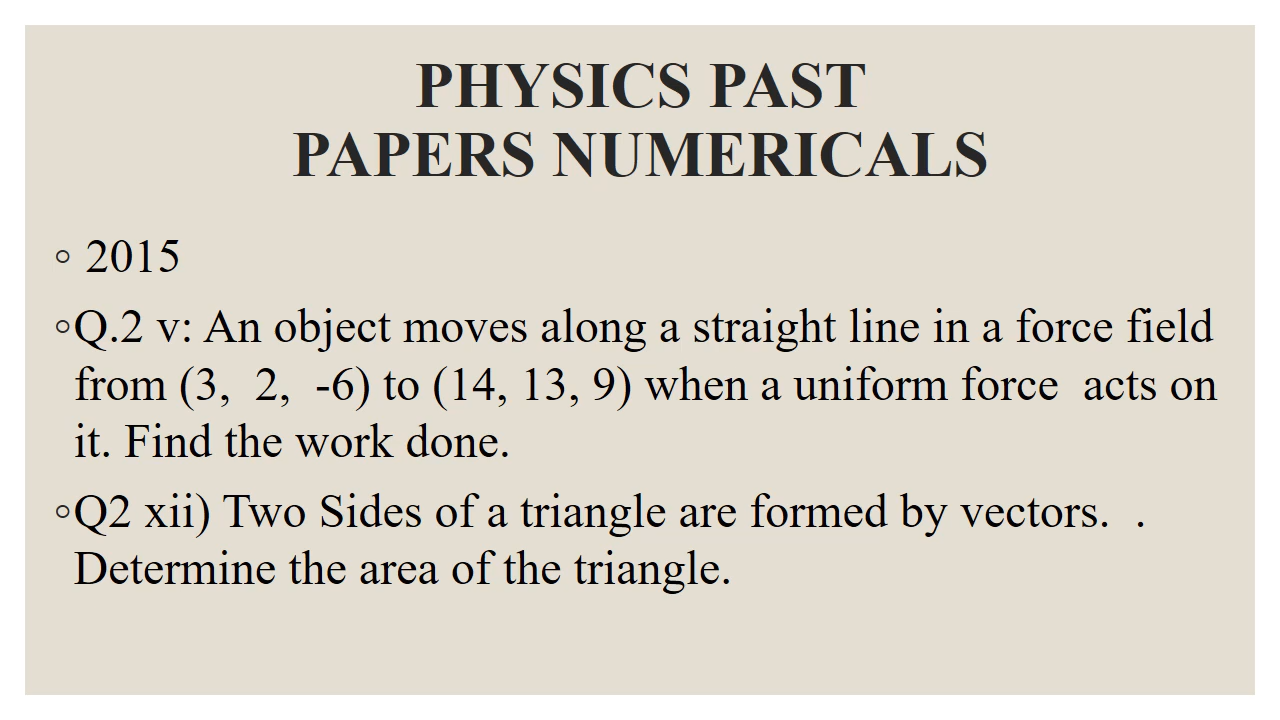 PHYSICS PAST
PAPERS NUMERICALS
◦ 2015
◦Q.2 v: An object moves along a straight line in a force field
from (3,  2,  -6) to (14, 13, 9) when a uniform force  acts on
it. Find the work done.
◦Q2 xii) Two Sides of a triangle are formed by vectors.  .
Determine the area of the triangle.